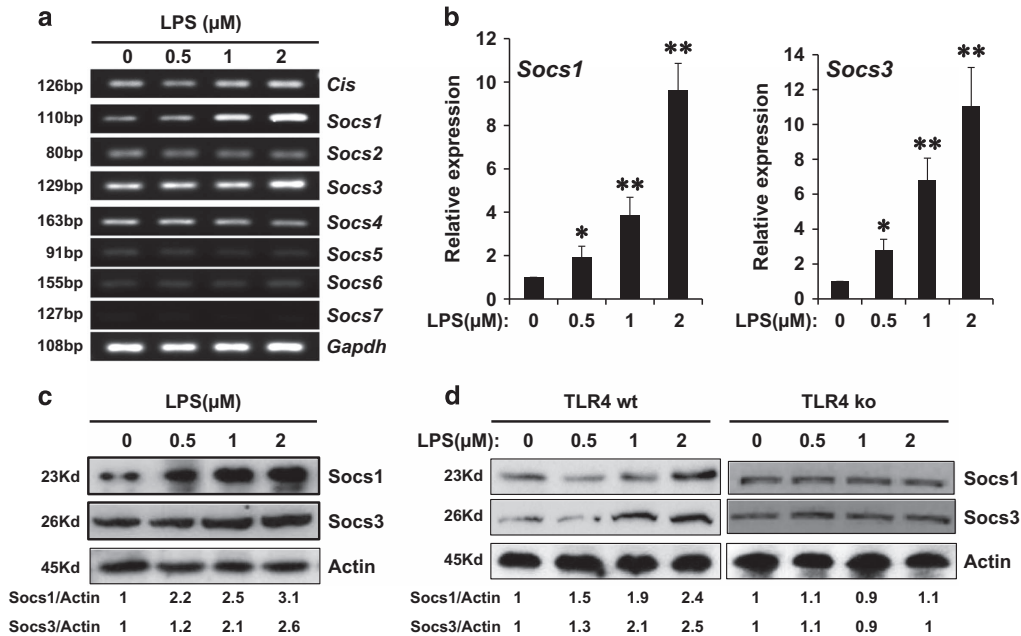 a
LPS (µM)
0 0.5 1 2
126bp Cis
110bp Socs1
80bp Socs2
129bp Socs3
163bp Socs4
91bp Socs5
155bp Socs6
127bp Socs7
108bp Gapdh
b
Socs1
Relative expression
12
10
8
6
4
2
0
* ** **
LPS(µM): 0 0.5 1 2
Socs3
Relative expression
14
12
10
8
6
4
2
0
* ** **
LPS(µM): 0 0.5 1 2
c
LPS(µM)
0 0.5 1 2
23Kd Socs1
26Kd Socs3
45Kd Actin
Socs1/Actin 1 2.2 2.5 3.1
Socs3/Actin 1 1.2 2.1 2.6
d
TLR4 wt TLR4 ko
LPS(µM): 0 0.5 1 2 0 0.5 1 2
23Kd Socs1
26Kd Socs3
45Kd Actin
Socs1/Actin 1 1.5 1.9 2.4 1 1.1 0.9 1.1
Socs3/Actin 1 1.3 2.1 2.5 1 1.1 0.9 1